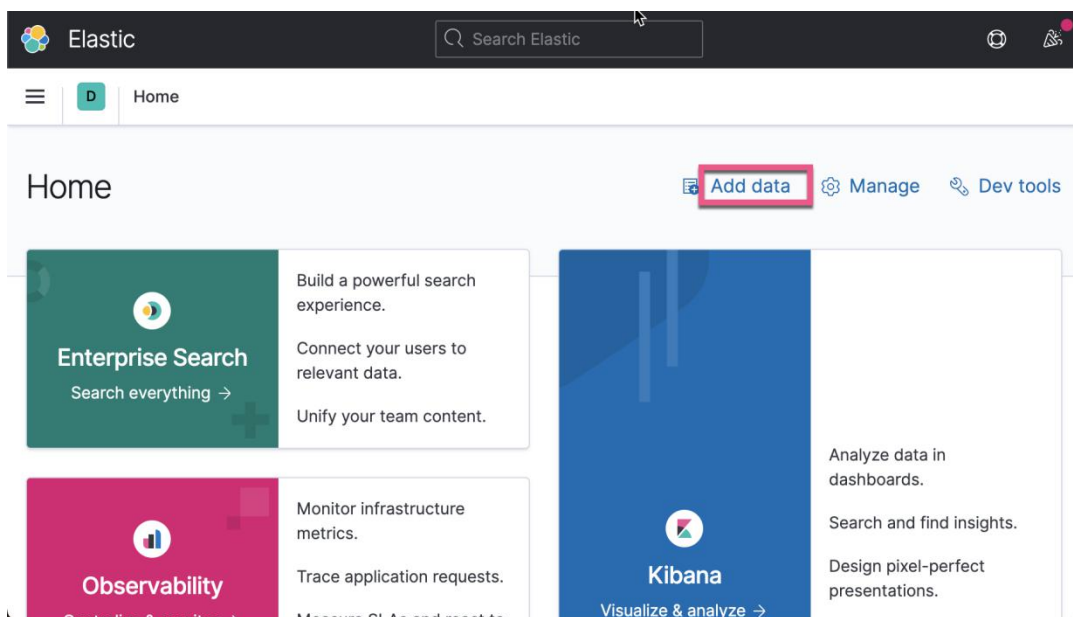 Elastic
Search Elastic
D
Home
Home
Add data
Manage
Dev tools
Enterprise Search
Search everything →
Build a powerful search
experience.
Connect your users to
relevant data.
Unify your team content.
Observability
Monitor infrastructure
metrics.
Trace application requests.
Kibana
Visualize & analyze →
Analyze data in
dashboards.
Search and find insights.
Design pixel-perfect
presentations.